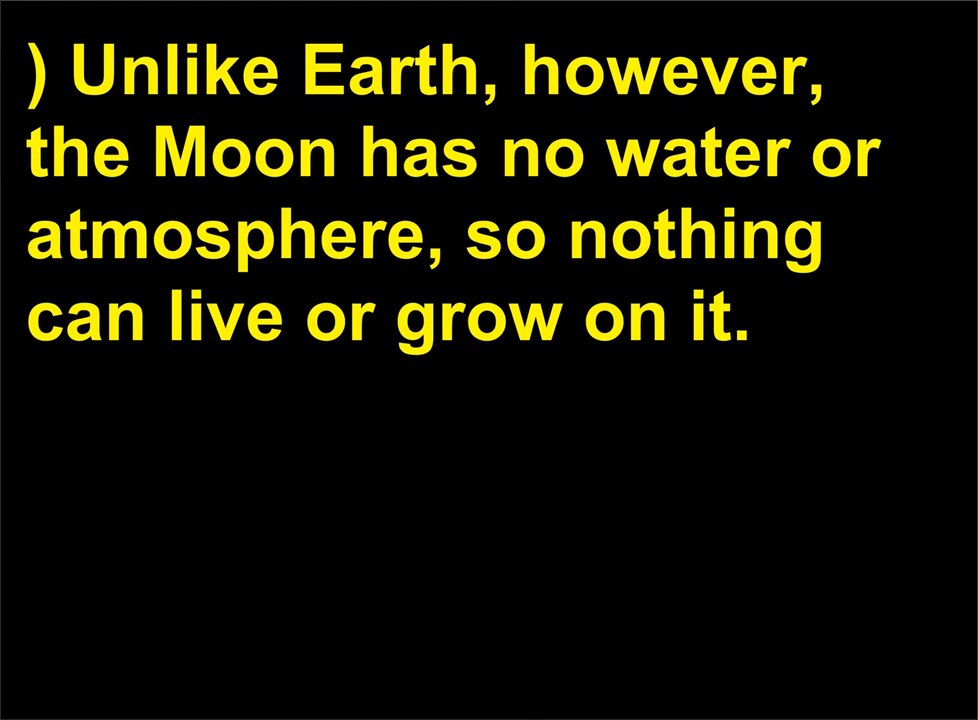 ) Unlike Earth, however,
the Moon has no water or
atmosphere, so nothing
can live or grow on it.